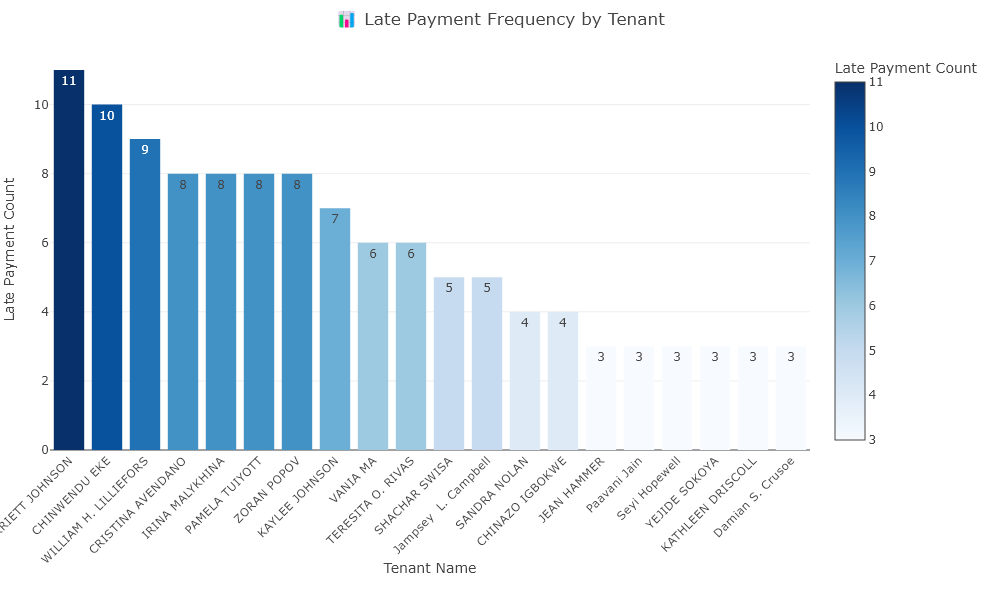 📊 Late Payment Frequency by Tenant
Late Payment Count
11
10
9
8
7
6
5
4
3
Late Payment Count
10
8
6
4
2
0
11
10
9
8
8
8
8
7
6
6
5
5
4
4
3
3
3
3
3
3
RIETT JOHNSON
CHINWENDU EKE
WILLIAM H. LILLIEFORS
CRISTINA AVENDANO
IRINA MALYKHINA
PAMELA TUIYOTT
ZORAN POPOV
KAYLEE JOHNSON
VANIA MA
TERESITA O. RIVAS
SHACHAR SWISA
Jampsey L. Campbell
SANDRA NOLAN
CHINAZO IGBOKWE
JEAN HAMMER
Paavani Jain
Seyi Hopewell
YEJIDE SOKOYA
KATHLEEN DRISCOLL
Damian S. Crusoe
Tenant Name